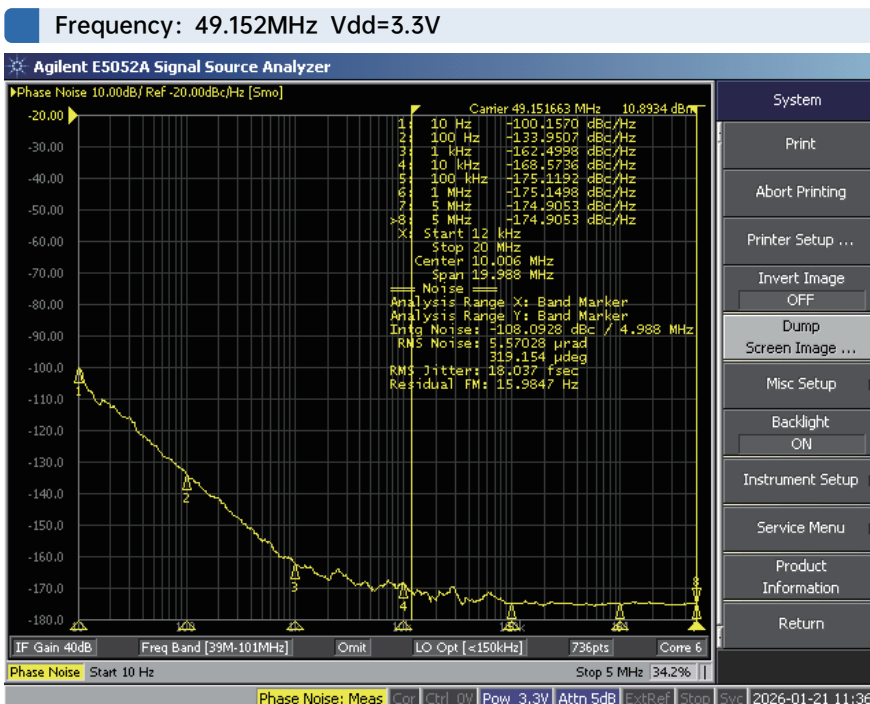 Frequency: 49.152MHz Vdd=3.3V
Agilent E5052A Signal Source Analyzer
Phase Noise 10.00dB/ Ref -20.00dBc/Hz [Smo]
Carrier 49.151663 MHz 10.8934 dBm
1: 10 Hz -100.1570 dBc/Hz
2: 100 Hz -133.9507 dBc/Hz
3: 1 kHz -162.4998 dBc/Hz
4: 10 kHz -168.5736 dBc/Hz
5: 100 kHz -175.1192 dBc/Hz
6: 1 MHz -175.1498 dBc/Hz
7: 5 MHz -174.9053 dBc/Hz
>8: 5 MHz -174.9053 dBc/Hz
X: Start 12 kHz
Stop 20 MHz
Center 10.006 MHz
Span 19.988 MHz
=== Noise ===
Analysis Range X: Band Marker
Analysis Range Y: Band Marker
Intg Noise: -108.0928 dBc / 4.988 MHz
RMS Noise: 5.57028 µrad
319.154 µdeg
RMS Jitter: 18.037 fsec
Residual FM: 15.9847 Hz
-20.00
-30.00
-40.00
-50.00
-60.00
-70.00
-80.00
-90.00
-100.0
-110.0
-120.0
-130.0
-140.0
-150.0
-160.0
-170.0
-180.0
1
2
3
4
8
IF Gain 40dB
Freq Band [39M-101MHz]
Omit
LO Opt [<150kHz]
736pts
Corre 6
Phase Noise Start 10 Hz
Stop 5 MHz 34.2%
Phase Noise: Meas Cor Ctrl 0V Pow 3.3V Attn 5dB ExtRef Stop Svc 2026-01-21 11:36
System
Print
Abort Printing
Printer Setup ...
Invert Image
OFF
Dump
Screen Image ...
Misc Setup
Backlight
ON
Instrument Setup
Service Menu
Product
Information
Return